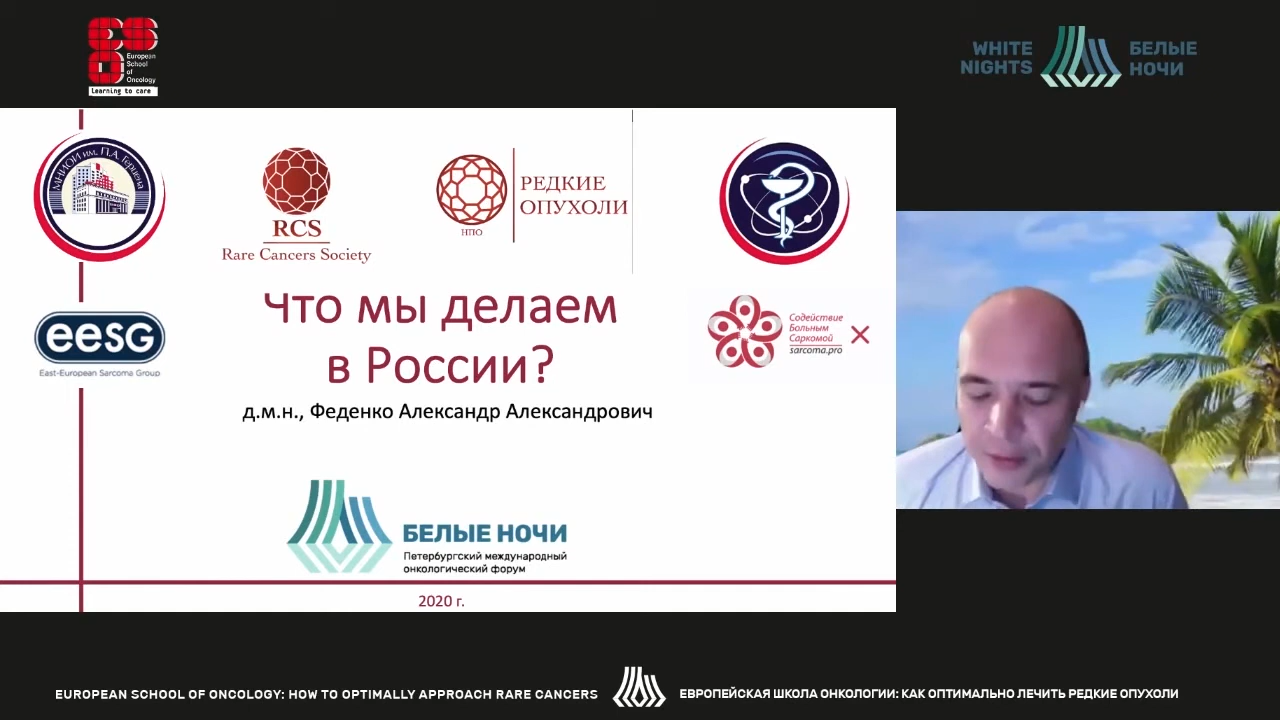 European
School
of
Oncology
Learning to care
WHITE
NIGHTS
БЕЛЫЕ
НОЧИ
МНИОИ им. П.А. Герцена
RCS
Rare Cancers Society
РЕДКИЕ
ОПУХОЛИ
НПО
eesg
East-European Sarcoma Group
Содействие
Больным
Саркомой
sarcoma.pro
Что мы делаем
в России?
д.м.н., Феденко Александр Александрович
БЕЛЫЕ НОЧИ
Петербургский международный
онкологический форум
2020 г.
EUROPEAN SCHOOL OF ONCOLOGY: HOW TO OPTIMALLY APPROACH RARE CANCERS
ЕВРОПЕЙСКАЯ ШКОЛА ОНКОЛОГИИ: КАК ОПТИМАЛЬНО ЛЕЧИТЬ РЕДКИЕ ОПУХОЛИ